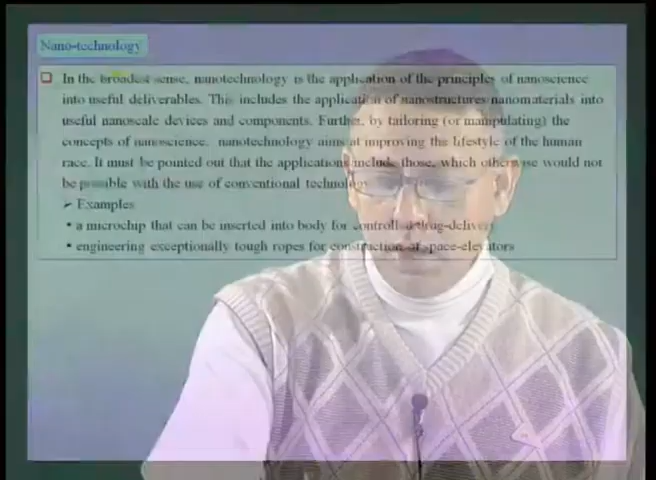 Nano-technology
In the broadest sense, nanotechnology is the application of the principles of nanoscience
into useful deliverables. This includes the application of nanostructures nanomaterials into
useful nanoscale devices and components. Further, by tailoring (or manipulating) the
concepts of nanoscience, nanotechnology aims at improving the lifestyle of the human
race. It must be pointed out that the applications include those, which otherwise would not
be possible with the use of conventional technology
➤ Examples
• a microchip that can be inserted into body for controlled drug-delivery
• engineering exceptionally tough ropes for construction of space-elevators